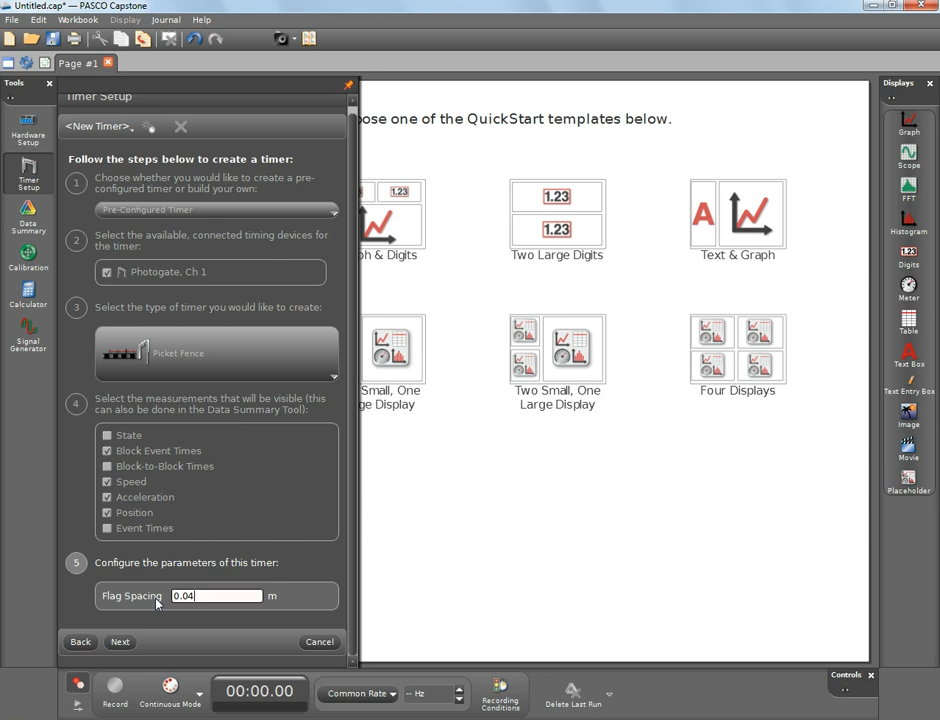 Untitled.cap* — PASCO Capstone
File Edit Workbook Display Journal Help
Page #1
Tools
Hardware
Setup
Timer
Setup
Data
Summary
Calibration
Calculator
Signal
Generator
Timer Setup
<New Timer>
Follow the steps below to create a timer:
1 Choose whether you would like to create a pre-
configured timer or build your own:
Pre-Configured Timer
2 Select the available, connected timing devices for
the timer:
Photogate, Ch 1
3 Select the type of timer you would like to create:
Picket Fence
4 Select the measurements that will be visible (this
can also be done in the Data Summary Tool):
State
Block Event Times
Block-to-Block Times
Speed
Acceleration
Position
Event Times
5 Configure the parameters of this timer:
Flag Spacing 0.04 m
Back Next Cancel
ose one of the QuickStart templates below.
1.23
ph & Digits
1.23
1.23
Two Large Digits
A
Text & Graph
Small, One
ge Display
Two Small, One
Large Display
Four Displays
Displays
Graph
Scope
FFT
Histogram
1.23
Digits
Meter
Table
A
Text Box
Text Entry Box
Image
Movie
Placeholder
Record
Continuous Mode
00:00.00
Common Rate -- Hz
Recording
Conditions
Delete Last Run
Controls